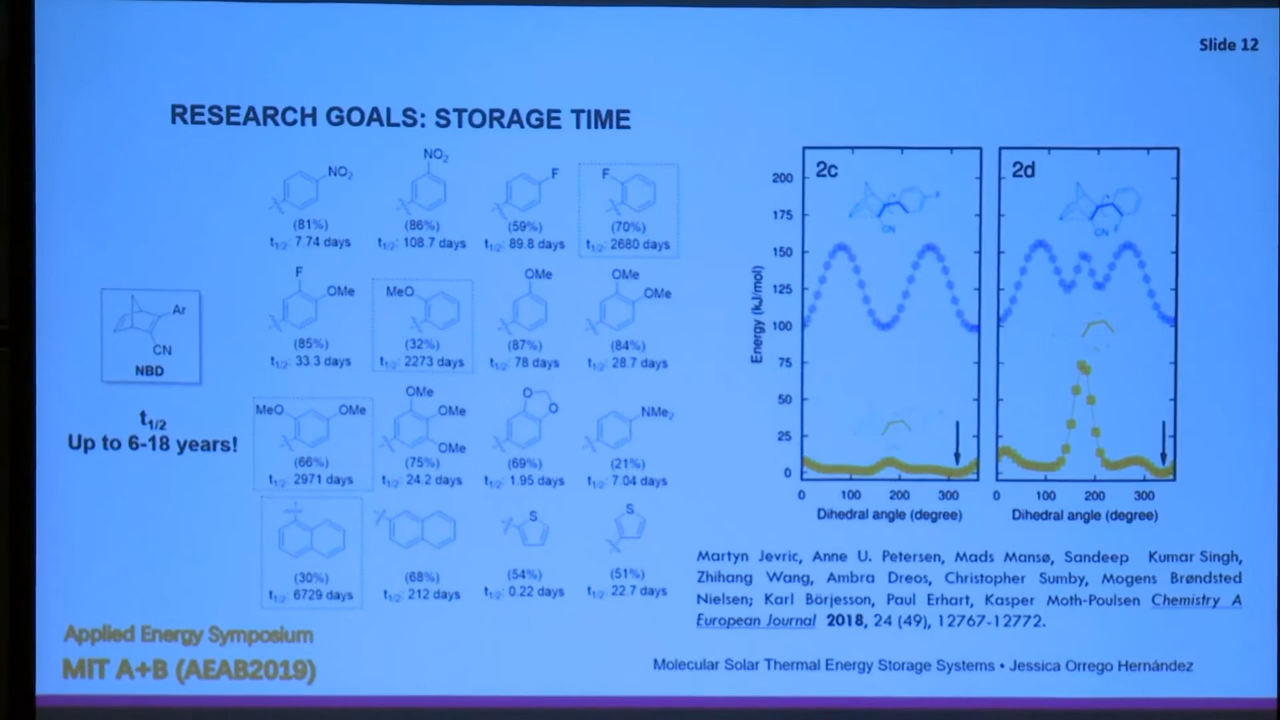 Slide 12
RESEARCH GOALS: STORAGE TIME
NO₂
(81%)
t1/2: 7.74 days
NO₂
(86%)
t1/2: 108.7 days
F
(59%)
t1/2: 89.8 days
F
(70%)
t1/2: 2680 days
F
OMe
(85%)
t1/2: 33.3 days
MeO
(32%)
t1/2: 2273 days
OMe
(87%)
t1/2: 78 days
OMe
OMe
(84%)
t1/2: 28.7 days
Ar
CN
NBD
t1/2
Up to 6-18 years!
MeO OMe
(66%)
t1/2: 2971 days
OMe
OMe
OMe
(75%)
t1/2: 24.2 days
O
O
(69%)
t1/2: 1.95 days
NMe₂
(21%)
t1/2: 7.04 days
(30%)
t1/2: 6729 days
(68%)
t1/2: 212 days
S
(54%)
t1/2: 0.22 days
S
(51%)
t1/2: 22.7 days
2c
F
CN
2d
CN F
Energy (kJ/mol)
200
175
150
125
100
75
50
25
0
0 100 200 300
Dihedral angle (degree)
0 100 200 300
Dihedral angle (degree)
Martyn Jevric, Anne U. Petersen, Mads Mansø, Sandeep Kumar Singh,
Zhihang Wang, Ambra Dreos, Christopher Sumby, Mogens Brøndsted
Nielsen; Karl Börjesson, Paul Erhart, Kasper Moth-Poulsen Chemistry A
European Journal 2018, 24 (49), 12767-12772.
Applied Energy Symposium
MIT A+B (AEAB2019)
Molecular Solar Thermal Energy Storage Systems • Jessica Orrego Hernández